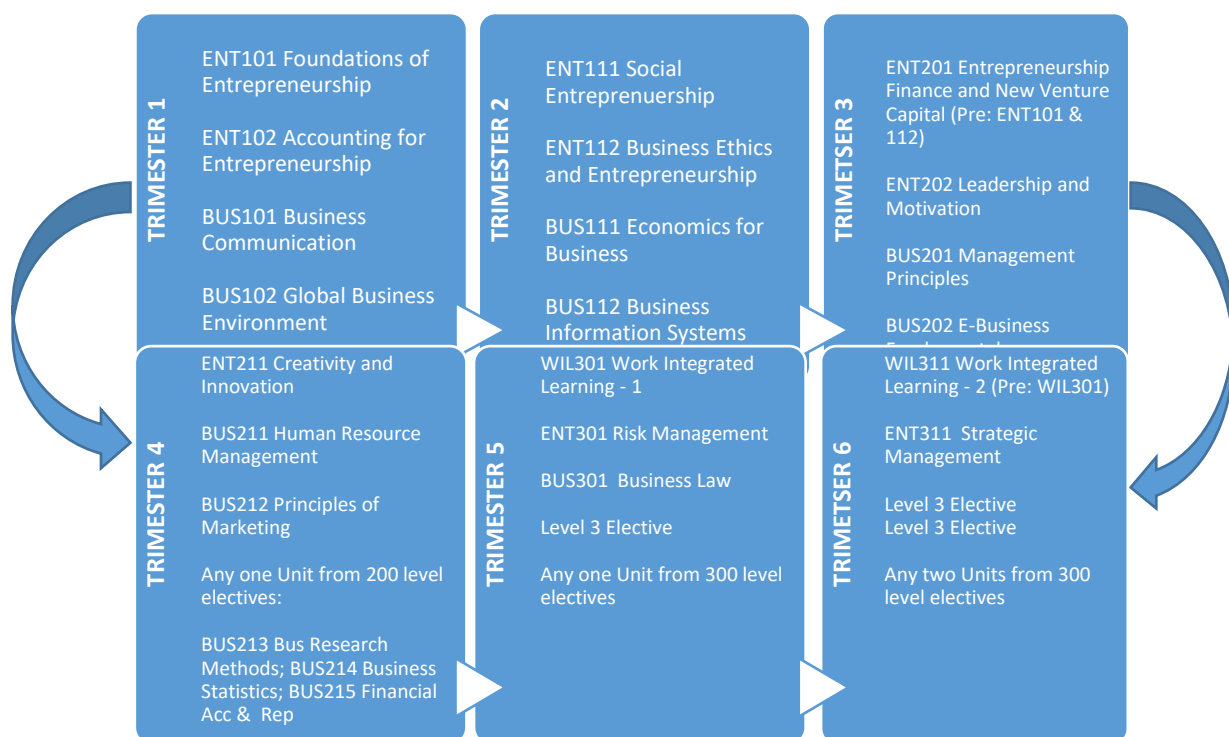 TRIMESTER 1
ENT101 Foundations of
Entrepreneurship
ENT102 Accounting for
Entrepreneurship
BUS101 Business
Communication
BUS102 Global Business
Environment
TRIMESTER 2
ENT111 Social
Entreprenuership
ENT112 Business Ethics
and Entrepreneurship
BUS111 Economics for
Business
BUS112 Business
Information Systems
TRIMETSER 3
ENT201 Entrepreneurship
Finance and New Venture
Capital (Pre: ENT101 &
112)
ENT202 Leadership and
Motivation
BUS201 Management
Principles
BUS202 E-Business
TRIMESTER 4
ENT211 Creativity and
Innovation
BUS211 Human Resource
Management
BUS212 Principles of
Marketing
Any one Unit from 200 level
electives:
BUS213 Bus Research
Methods; BUS214 Business
Statistics; BUS215 Financial
Acc & Rep
TRIMESTER 5
WIL301 Work Integrated
Learning - 1
ENT301 Risk Management
BUS301 Business Law
Level 3 Elective
Any one Unit from 300 level
electives
TRIMETSER 6
WIL311 Work Integrated
Learning - 2 (Pre: WIL301)
ENT311 Strategic
Management
Level 3 Elective
Level 3 Elective
Any two Units from 300
level electives